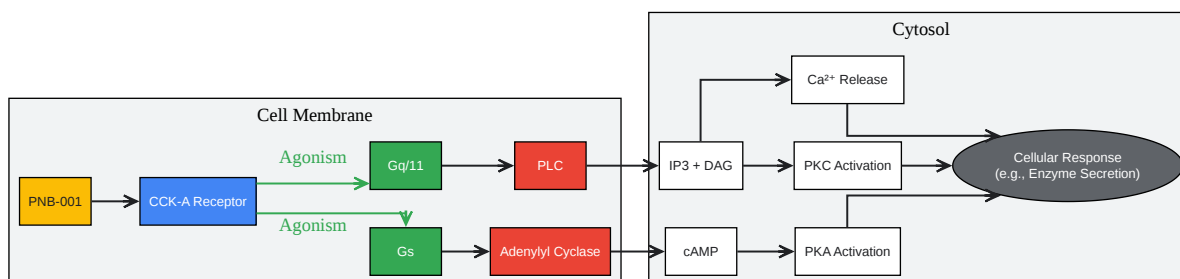 Cytosol
Ca²⁺ Release
Cell Membrane
Agonism
Gq/11
PLC
IP3 + DAG
PKC Activation
Cellular Response
(e.g., Enzyme Secretion)
PNB-001
CCK-A Receptor
Agonism
Gs
Adenylyl Cyclase
cAMP
PKA Activation